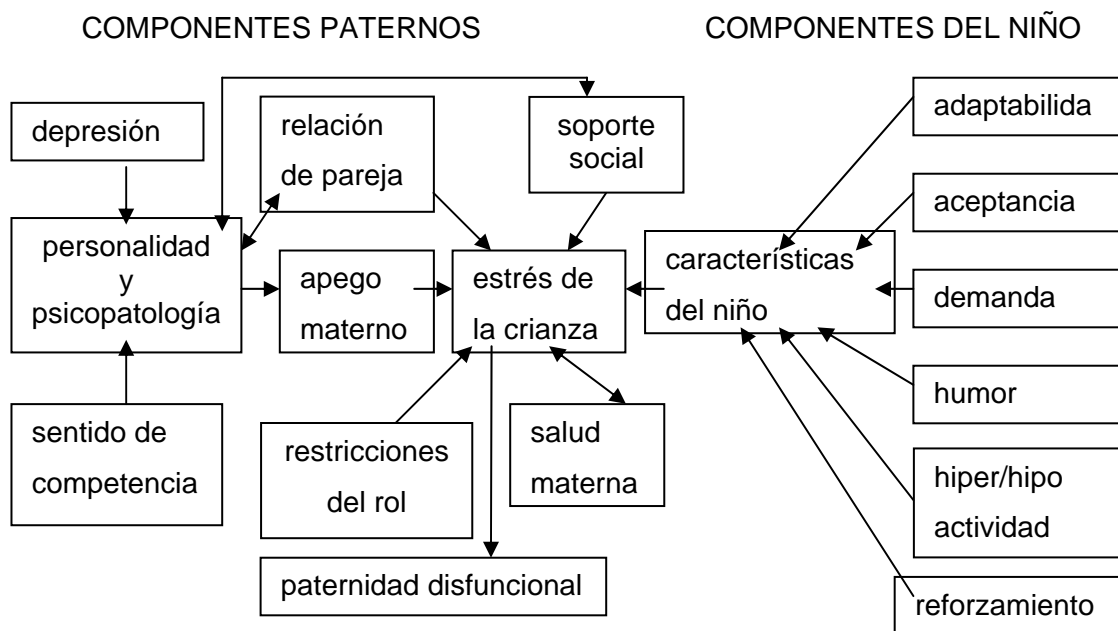 COMPONENTES PATERNOS
COMPONENTES DEL NIÑO
depresión
relación
de pareja
soporte
social
adaptabilida
aceptancia
personalidad
y
psicopatología
apego
materno
estrés de
la crianza
características
del niño
demanda
humor
sentido de
competencia
restricciones
del rol
salud
materna
hiper/hipo
actividad
paternidad disfuncional
reforzamiento